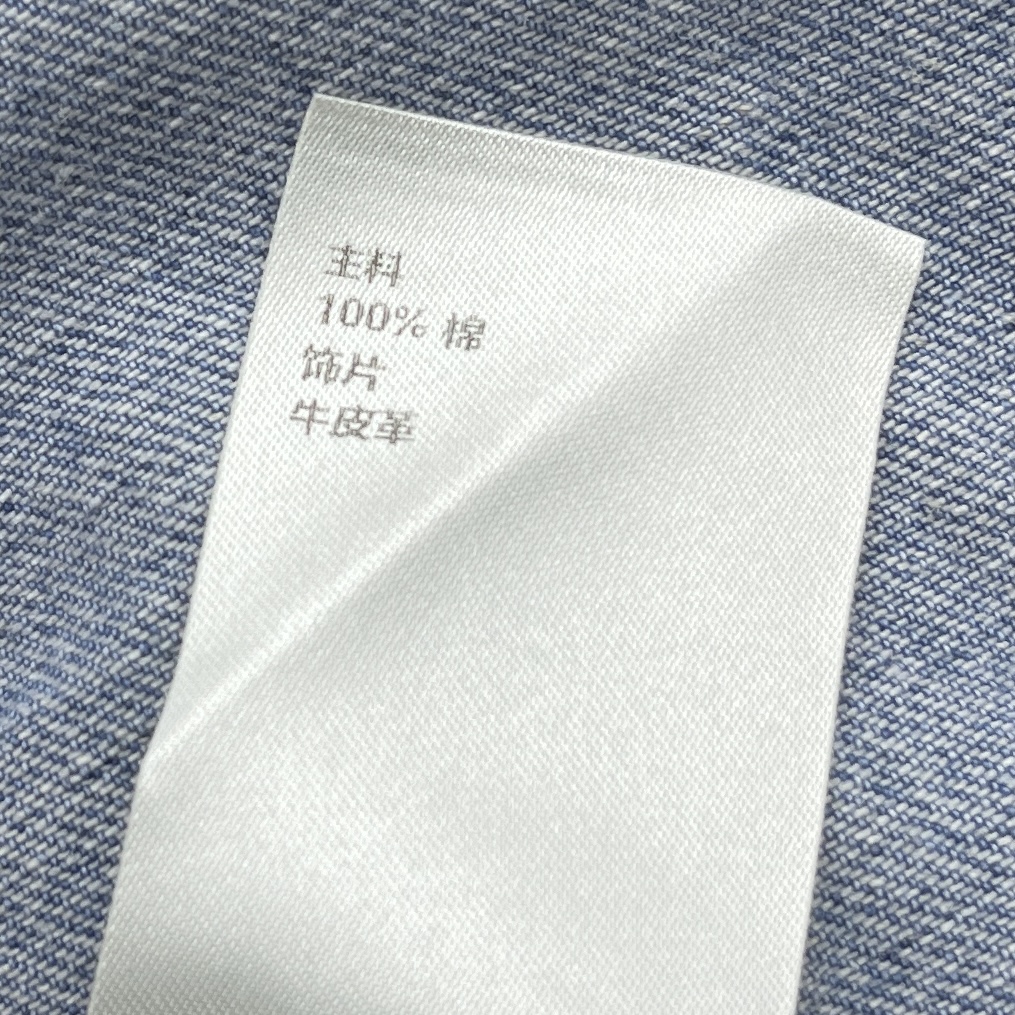 主料
100% 棉
饰片
牛皮革